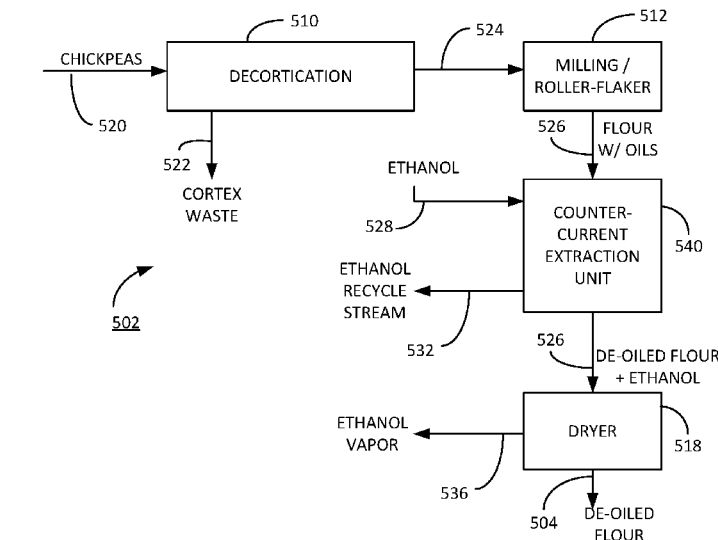 510
524
512
CHICKPEAS
DECORTICATION
MILLING /
ROLLER-FLAKER
520
522
526
FLOUR
W/ OILS
CORTEX
WASTE
ETHANOL
528
COUNTER-
CURRENT
EXTRACTION
UNIT
540
ETHANOL
RECYCLE
STREAM
532
502
526
DE-OILED FLOUR
+ ETHANOL
ETHANOL
VAPOR
DRYER
518
536
504
DE-OILED
FLOUR